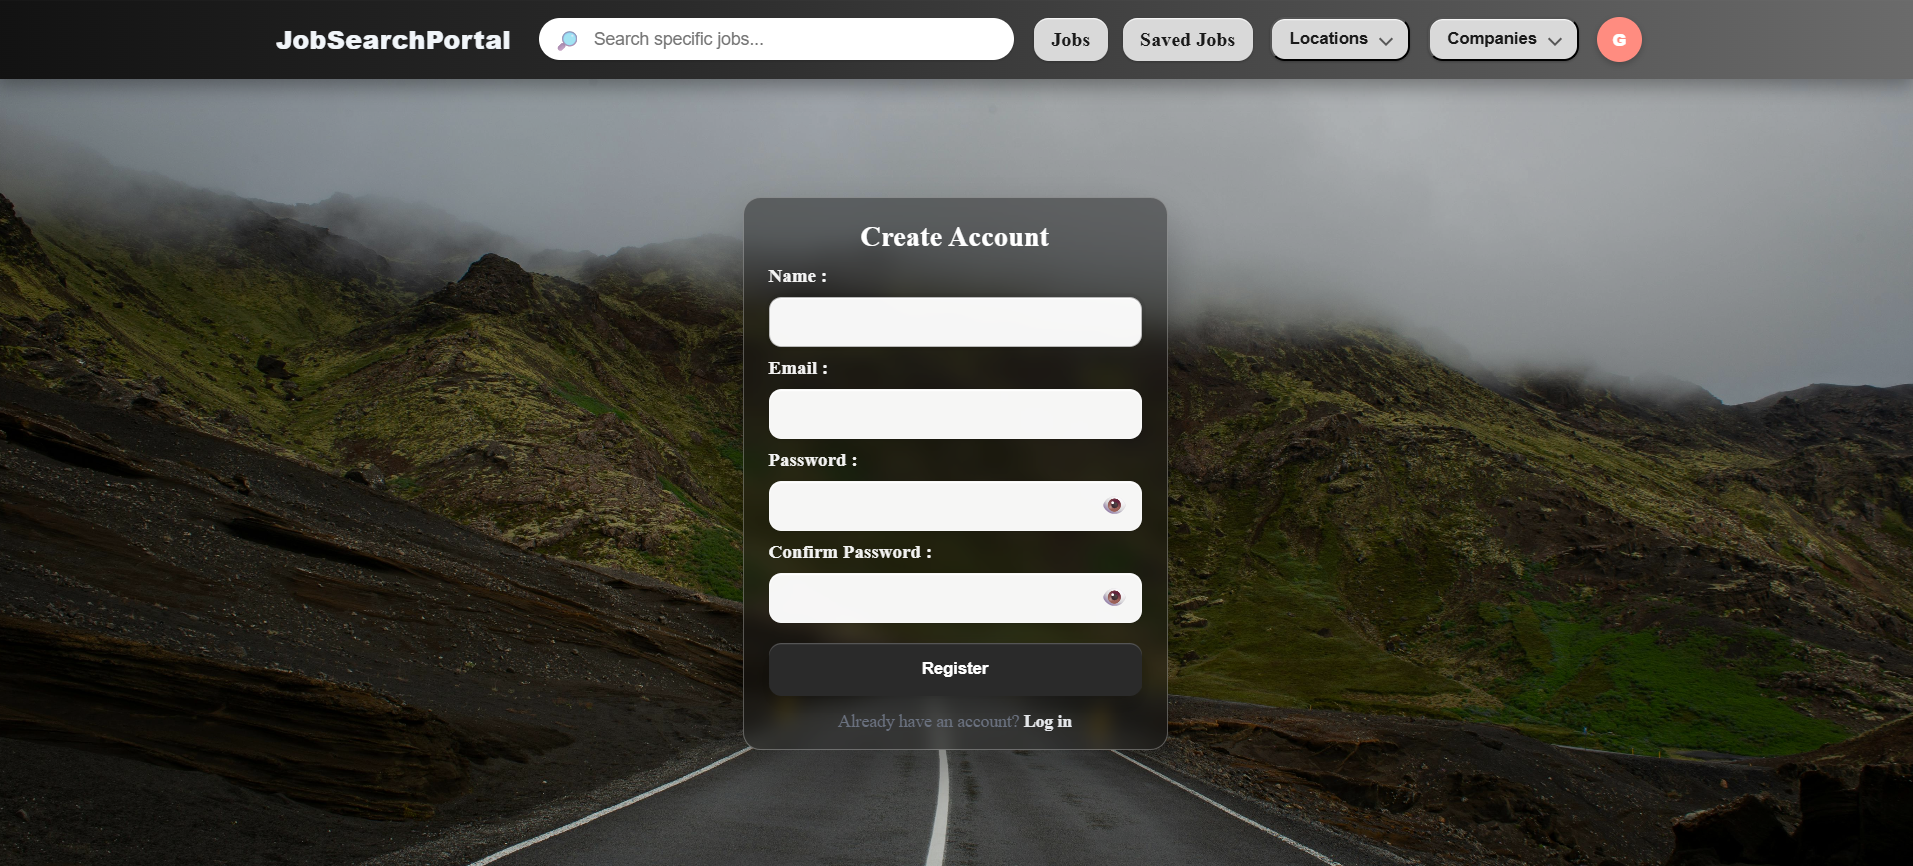 JobSearchPortal
Search specific jobs...
Jobs
Saved Jobs
Locations
Companies
G
Create Account
Name :
Email :
Password :
Confirm Password :
Register
Already have an account? Log in